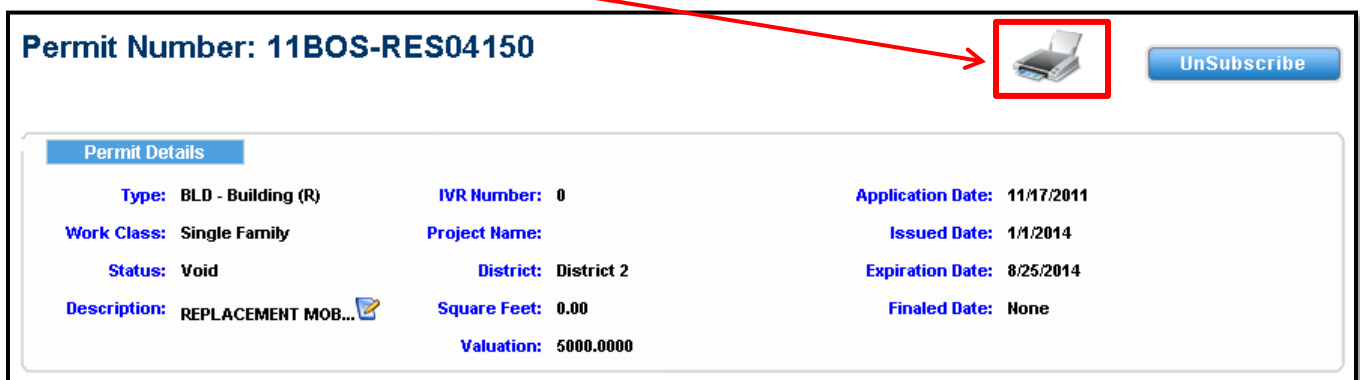 Permit Number: 11BOS-RES04150
UnSubscribe
Permit Details
Type: BLD - Building (R) IVR Number: 0 Application Date: 11/17/2011
Work Class: Single Family Project Name: Issued Date: 1/1/2014
Status: Void District: District 2 Expiration Date: 8/25/2014
Description: REPLACEMENT MOB... Square Feet: 0.00 Finaled Date: None
Valuation: 5000.0000